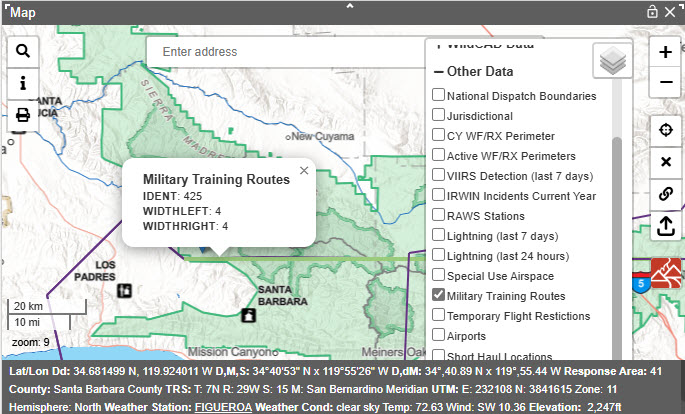 Map
Enter address
WildCAD Data
Other Data
National Dispatch Boundaries
Jurisdictional
CY WF/RX Perimeter
Active WF/RX Perimeters
VIIRS Detection (last 7 days)
IRWIN Incidents Current Year
RAWS Stations
Lightning (last 7 days)
Lightning (last 24 hours)
Special Use Airspace
Military Training Routes
Temporary Flight Restictions
Airports
Short Haul Locations
SIERRA MADRE
New Cuyama
Military Training Routes
IDENT: 425
WIDTHLEFT: 4
WIDTHRIGHT: 4
LOS
PADRES
SANTA
BARBARA
5
20 km
10 mi
zoom: 9
Mission Canyon
Meiners Oak
Lat/Lon Dd: 34.681499 N, 119.924011 W D,M,S: 34°40'53" N x 119°55'26" W D,dM: 34°,40.89 N x 119°,55.44 W Response Area: 41
County: Santa Barbara County TRS: T: 7N R: 29W S: 15 M: San Bernardino Meridian UTM: E: 232108 N: 3841615 Zone: 11
Hemisphere: North Weather Station: FIGUEROA Weather Cond: clear sky Temp: 72.63 Wind: SW 10.36 Elevation: 2,247ft